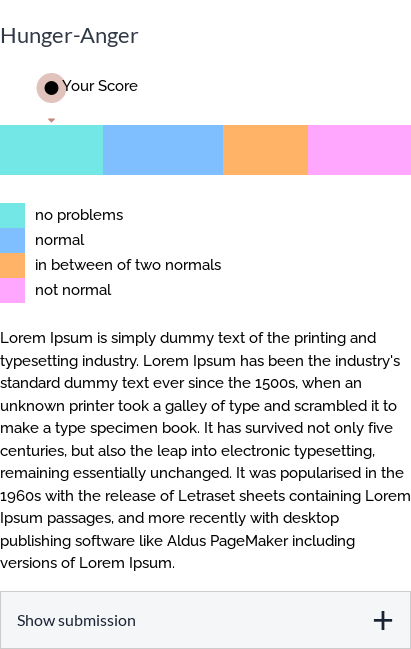 Hunger-Anger
Your Score
no problems
normal
in between of two normals
not normal
Lorem Ipsum is simply dummy text of the printing and
typesetting industry. Lorem Ipsum has been the industry's
standard dummy text ever since the 1500s, when an
unknown printer took a galley of type and scrambled it to
make a type specimen book. It has survived not only five
centuries, but also the leap into electronic typesetting,
remaining essentially unchanged. It was popularised in the
1960s with the release of Letraset sheets containing Lorem
Ipsum passages, and more recently with desktop
publishing software like Aldus PageMaker including
versions of Lorem Ipsum.
Show submission